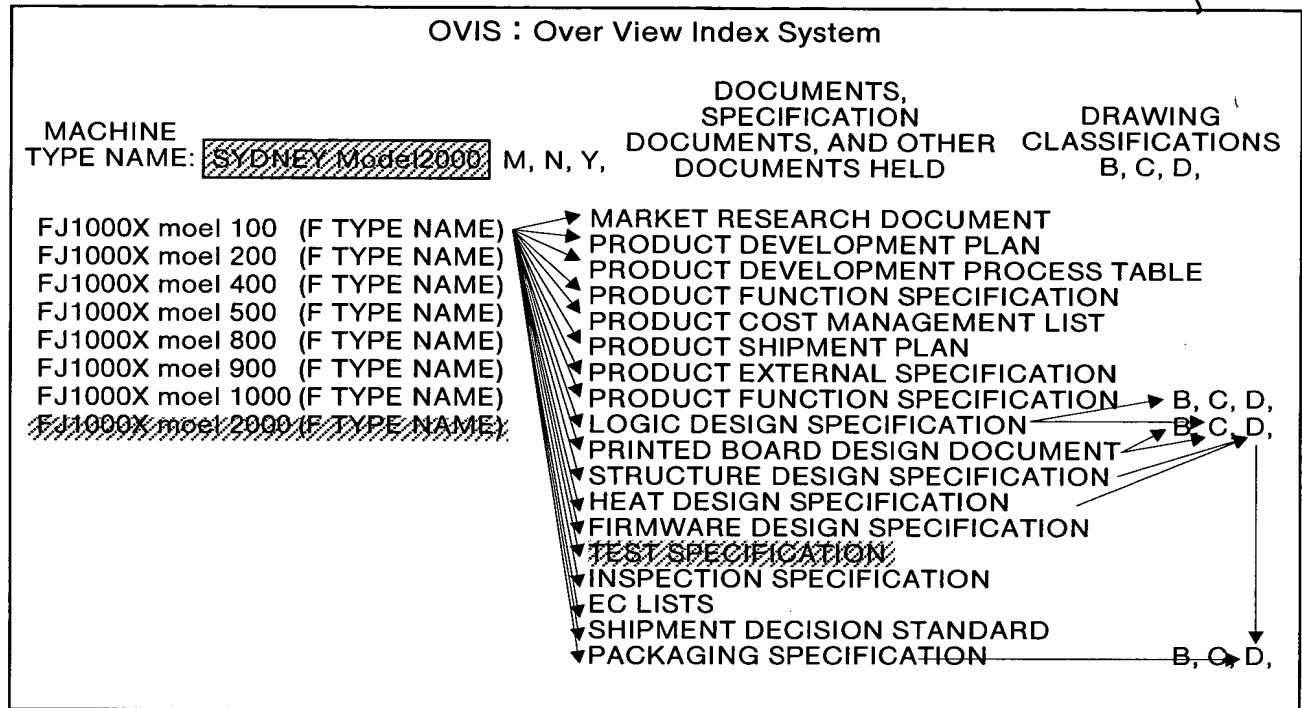 OVIS : Over View Index System
DOCUMENTS,
SPECIFICATION
DOCUMENTS, AND OTHER
DOCUMENTS HELD
DRAWING
CLASSIFICATIONS
B, C, D,
MACHINE
TYPE NAME: SYDNEY Model2000 M, N, Y,
FJ1000X moel 100 (F TYPE NAME)
FJ1000X moel 200 (F TYPE NAME)
FJ1000X moel 400 (F TYPE NAME)
FJ1000X moel 500 (F TYPE NAME)
FJ1000X moel 800 (F TYPE NAME)
FJ1000X moel 900 (F TYPE NAME)
FJ1000X moel 1000 (F TYPE NAME)
FJ1000X moel 2000 (F TYPE NAME)
MARKET RESEARCH DOCUMENT
PRODUCT DEVELOPMENT PLAN
PRODUCT DEVELOPMENT PROCESS TABLE
PRODUCT FUNCTION SPECIFICATION
PRODUCT COST MANAGEMENT LIST
PRODUCT SHIPMENT PLAN
PRODUCT EXTERNAL SPECIFICATION
PRODUCT FUNCTION SPECIFICATION B, C, D,
LOGIC DESIGN SPECIFICATION B, C, D,
PRINTED BOARD DESIGN DOCUMENT
STRUCTURE DESIGN SPECIFICATION
HEAT DESIGN SPECIFICATION
FIRMWARE DESIGN SPECIFICATION
TEST SPECIFICATION
INSPECTION SPECIFICATION
EC LISTS
SHIPMENT DECISION STANDARD
PACKAGING SPECIFICATION B, C, D,